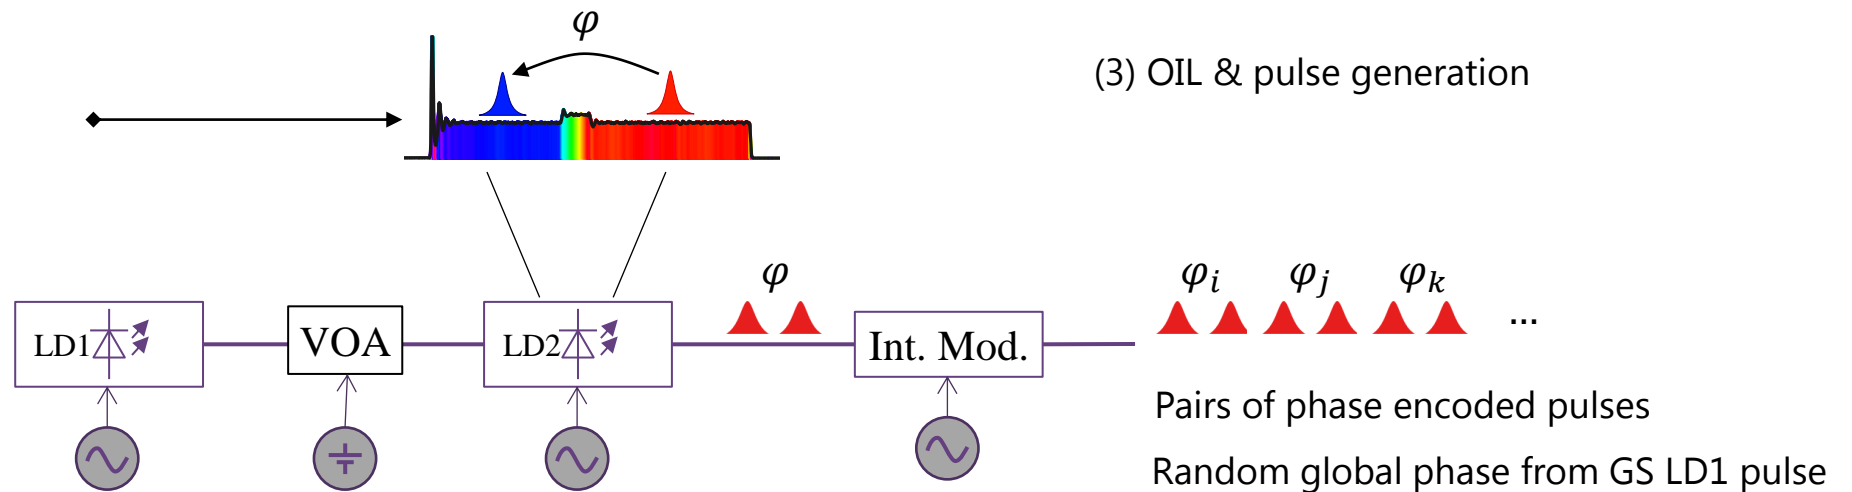 φ
(3) OIL & pulse generation
φ
φᵢ φⱼ φₖ
...
LD1
VOA
LD2
Int. Mod.
Pairs of phase encoded pulses
Random global phase from GS LD1 pulse